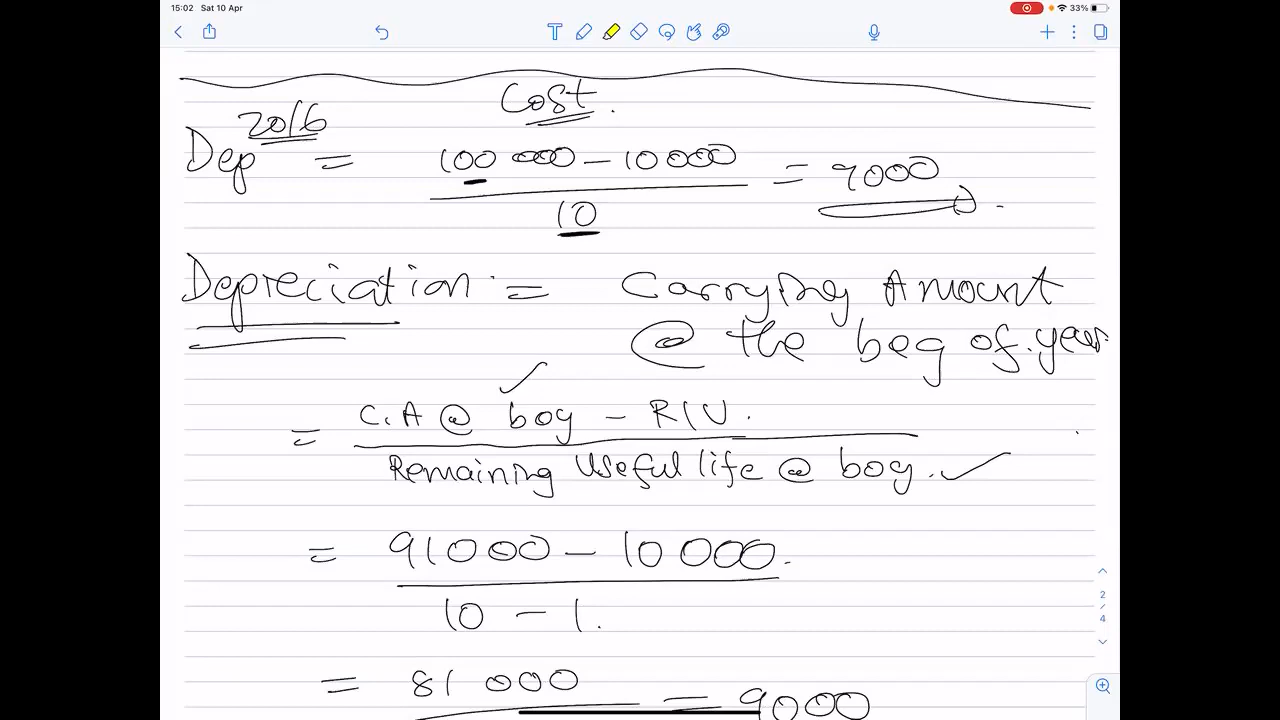 15:02 Sat 10 Apr 33%
T
Cost.
Dep 2016 = 100 000 - 10 000 = 9000
10
Depreciation = Carrying Amount
@ the beg of year
= C.A @ boy - R/V.
Remaining Useful life @ boy.
= 91000 - 10 000.
10 - 1.
= 81 000 = 9000
2
/
4